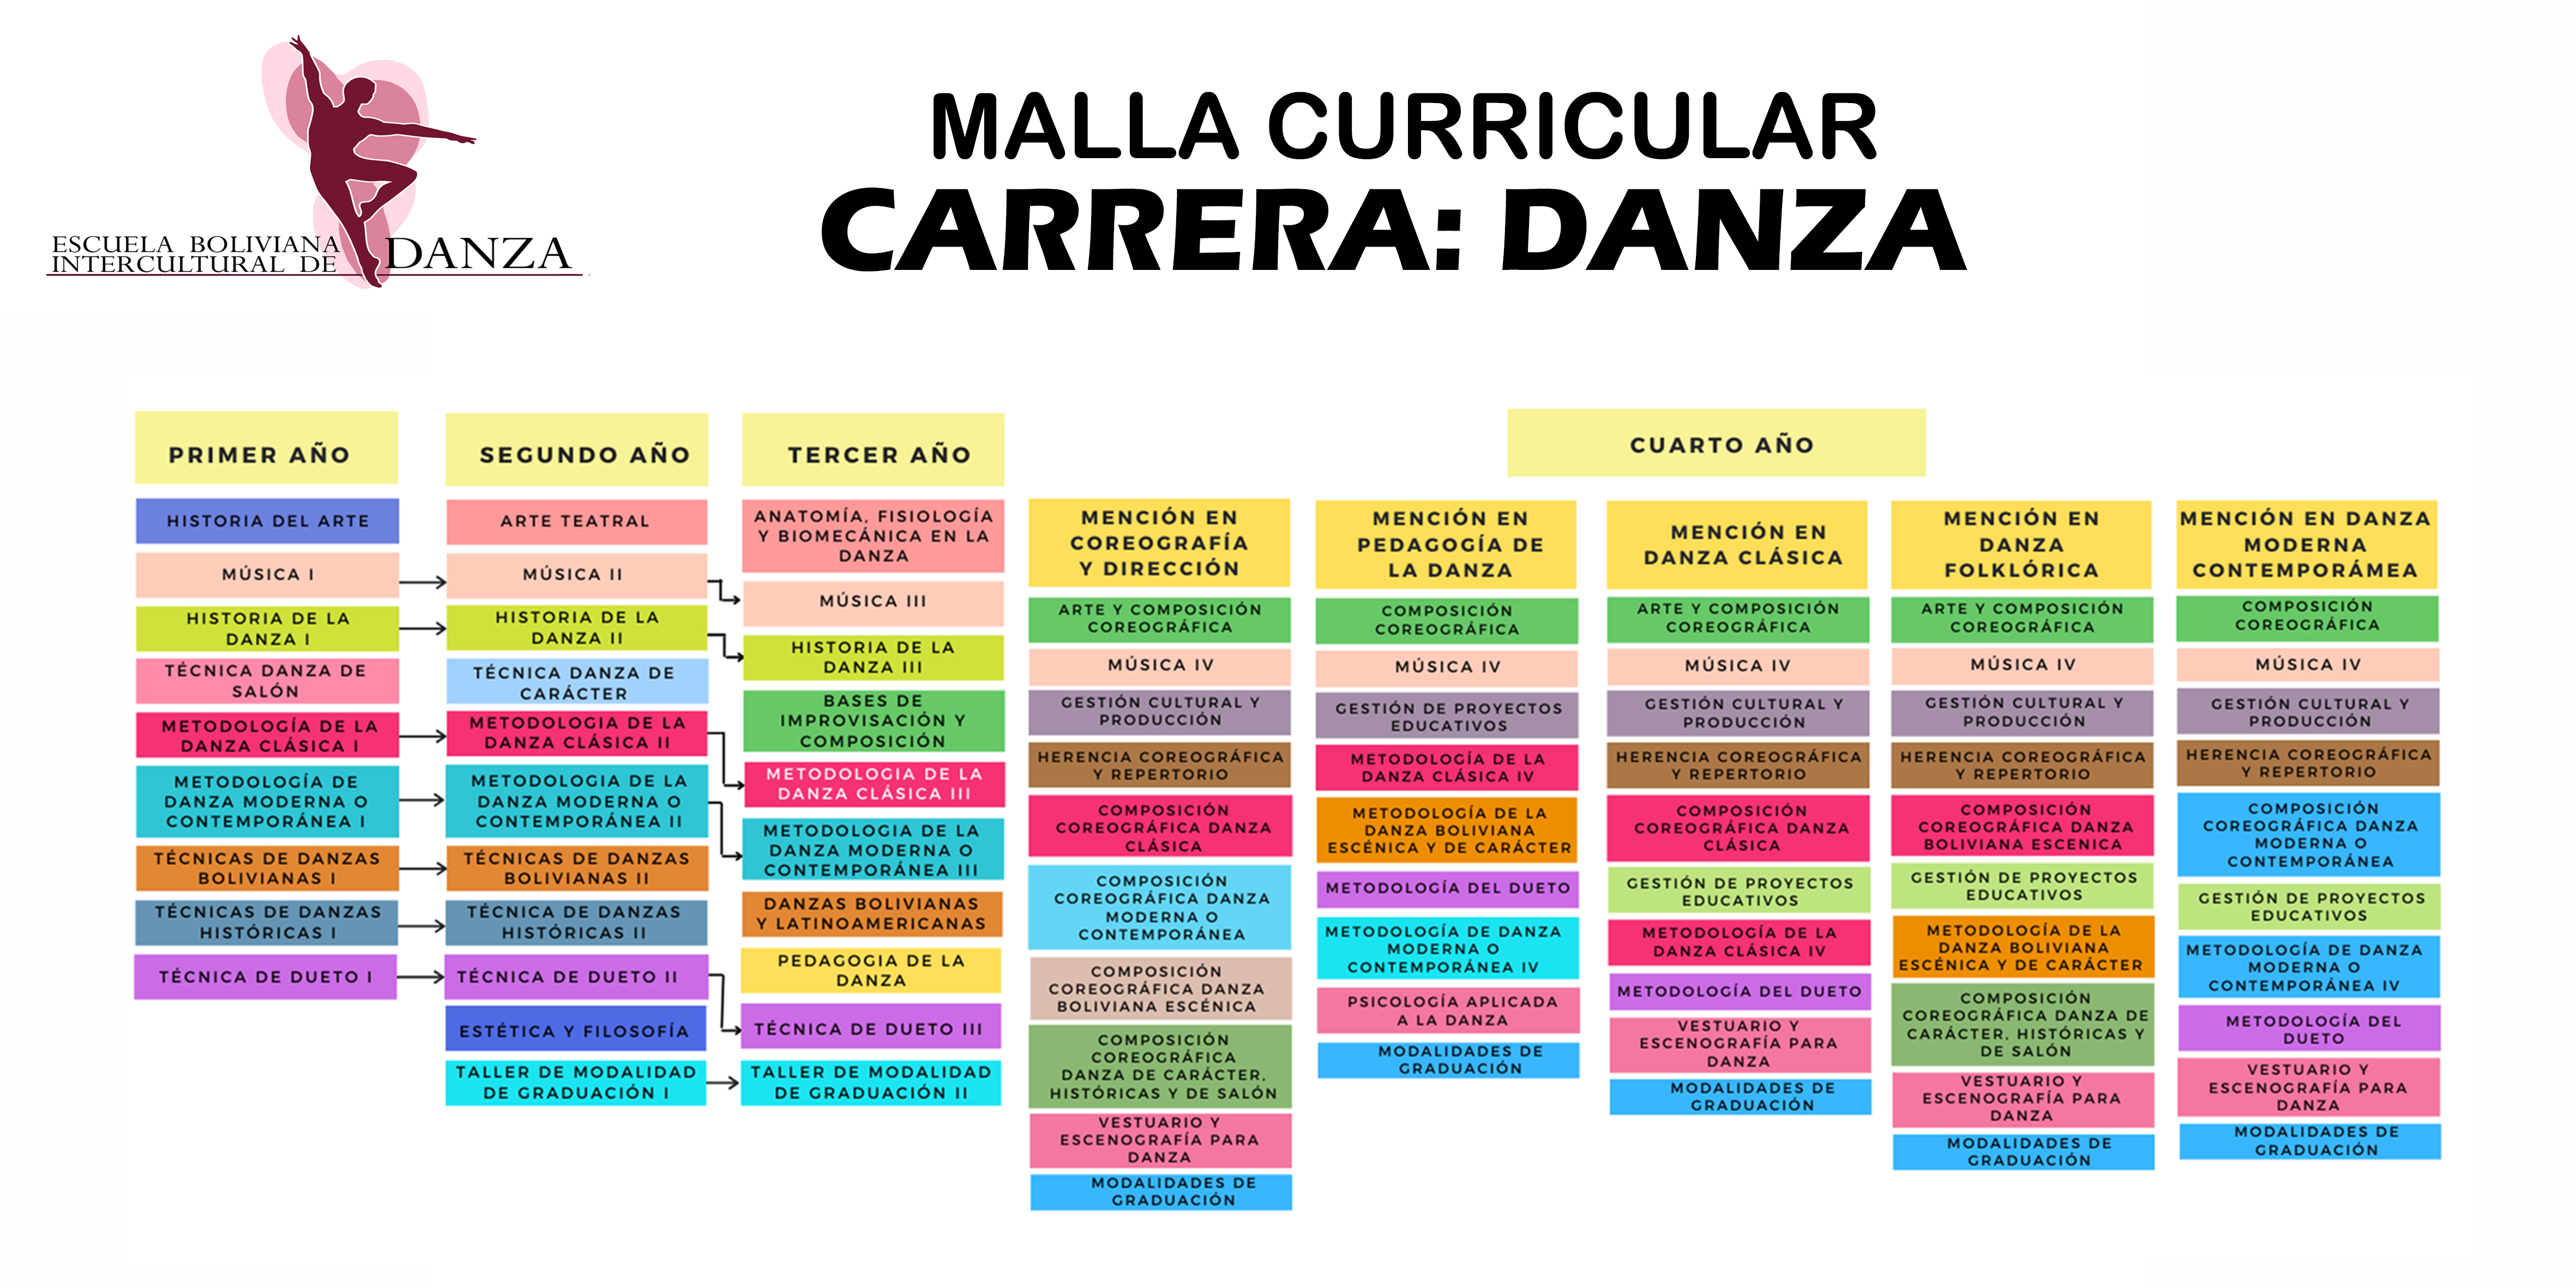 ESCUELA BOLIVIANA
INTERCULTURAL DE DANZA
MALLA CURRICULAR
CARRERA: DANZA
PRIMER AÑO
HISTORIA DEL ARTE
MÚSICA I
HISTORIA DE LA
DANZA I
TÉCNICA DANZA DE
SALÓN
METODOLOGÍA DE LA
DANZA CLÁSICA I
METODOLOGÍA DE
DANZA MODERNA O
CONTEMPORÁNEA I
TÉCNICAS DE DANZAS
BOLIVIANAS I
TÉCNICAS DE DANZAS
HISTÓRICAS I
TÉCNICA DE DUETO I
SEGUNDO AÑO
ARTE TEATRAL
MÚSICA II
HISTORIA DE LA
DANZA II
TÉCNICA DANZA DE
CARÁCTER
METODOLOGIA DE LA
DANZA CLÁSICA II
METODOLOGIA DE LA
DANZA MODERNA O
CONTEMPORÁNEA II
TÉCNICAS DE DANZAS
BOLIVIANAS II
TÉCNICA DE DANZAS
HISTÓRICAS II
TÉCNICA DE DUETO II
ESTÉTICA Y FILOSOFÍA
TALLER DE MODALIDAD
DE GRADUACIÓN I
TERCER AÑO
ANATOMÍA, FISIOLOGÍA
Y BIOMECÁNICA EN LA
DANZA
MÚSICA III
HISTORIA DE LA
DANZA III
BASES DE
IMPROVISACIÓN Y
COMPOSICIÓN
METODOLOGIA DE LA
DANZA CLÁSICA III
METODOLOGIA DE LA
DANZA MODERNA O
CONTEMPORÁNEA III
DANZAS BOLIVIANAS
Y LATINOAMERICANAS
PEDAGOGIA DE LA
DANZA
TÉCNICA DE DUETO III
TALLER DE MODALIDAD
DE GRADUACIÓN II
CUARTO AÑO
MENCIÓN EN
COREOGRAFÍA
Y DIRECCIÓN
ARTE Y COMPOSICIÓN
COREOGRÁFICA
MÚSICA IV
GESTIÓN CULTURAL Y
PRODUCCIÓN
HERENCIA COREOGRÁFICA
Y REPERTORIO
COMPOSICIÓN
COREOGRÁFICA DANZA
CLÁSICA
COMPOSICIÓN
COREOGRÁFICA DANZA
MODERNA O
CONTEMPORÁNEA
COMPOSICIÓN
COREOGRÁFICA DANZA
BOLIVIANA ESCÉNICA
COMPOSICIÓN
COREOGRÁFICA
DANZA DE CARÁCTER,
HISTÓRICAS Y DE SALÓN
VESTUARIO Y
ESCENOGRAFÍA PARA
DANZA
MODALIDADES DE
GRADUACIÓN
MENCIÓN EN
PEDAGOGÍA DE
LA DANZA
COMPOSICIÓN
COREOGRÁFICA
MÚSICA IV
GESTIÓN DE PROYECTOS
EDUCATIVOS
METODOLOGÍA DE LA
DANZA CLÁSICA IV
METODOLOGÍA DE LA
DANZA BOLIVIANA
ESCÉNICA Y DE CARÁCTER
METODOLOGÍA DEL DUETO
METODOLOGÍA DE DANZA
MODERNA O
CONTEMPORÁNEA IV
PSICOLOGÍA APLICADA
A LA DANZA
MODALIDADES DE
GRADUACIÓN
MENCIÓN EN
DANZA CLÁSICA
ARTE Y COMPOSICIÓN
COREOGRÁFICA
MÚSICA IV
GESTIÓN CULTURAL Y
PRODUCCIÓN
HERENCIA COREOGRÁFICA
Y REPERTORIO
COMPOSICIÓN
COREOGRÁFICA DANZA
CLÁSICA
GESTIÓN DE PROYECTOS
EDUCATIVOS
METODOLOGÍA DE LA
DANZA CLÁSICA IV
METODOLOGÍA DEL DUETO
VESTUARIO Y
ESCENOGRAFÍA PARA
DANZA
MODALIDADES DE
GRADUACIÓN
MENCIÓN EN
DANZA
FOLKLÓRICA
ARTE Y COMPOSICIÓN
COREOGRÁFICA
MÚSICA IV
GESTIÓN CULTURAL Y
PRODUCCIÓN
HERENCIA COREOGRÁFICA
Y REPERTORIO
COMPOSICIÓN
COREOGRÁFICA DANZA
BOLIVIANA ESCENICA
GESTIÓN DE PROYECTOS
EDUCATIVOS
METODOLOGÍA DE LA
DANZA BOLIVIANA
ESCÉNICA Y DE CARÁCTER
COMPOSICIÓN
COREOGRÁFICA DANZA DE
CARÁCTER, HISTÓRICAS Y
DE SALÓN
VESTUARIO Y
ESCENOGRAFÍA PARA
DANZA
MODALIDADES DE
GRADUACIÓN
MENCIÓN EN DANZA
MODERNA
CONTEMPORÁMEA
COMPOSICIÓN
COREOGRÁFICA
MÚSICA IV
GESTIÓN CULTURAL Y
PRODUCCIÓN
HERENCIA COREOGRÁFICA
Y REPERTORIO
COMPOSICIÓN
COREOGRÁFICA DANZA
MODERNA O
CONTEMPORÁNEA
GESTIÓN DE PROYECTOS
EDUCATIVOS
METODOLOGÍA DE DANZA
MODERNA O
CONTEMPORÁNEA IV
METODOLOGÍA DEL
DUETO
VESTUARIO Y
ESCENOGRAFÍA PARA
DANZA
MODALIDADES DE
GRADUACIÓN